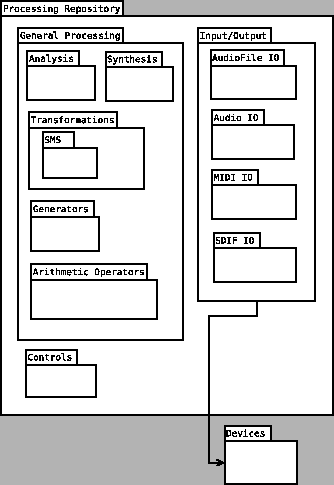 Processing Repository
General Processing
Input/Output
Analysis
Synthesis
AudioFile IO
Transformations
Audio IO
SMS
MIDI IO
Generators
SDIF IO
Arithmetic Operators
Controls
Devices